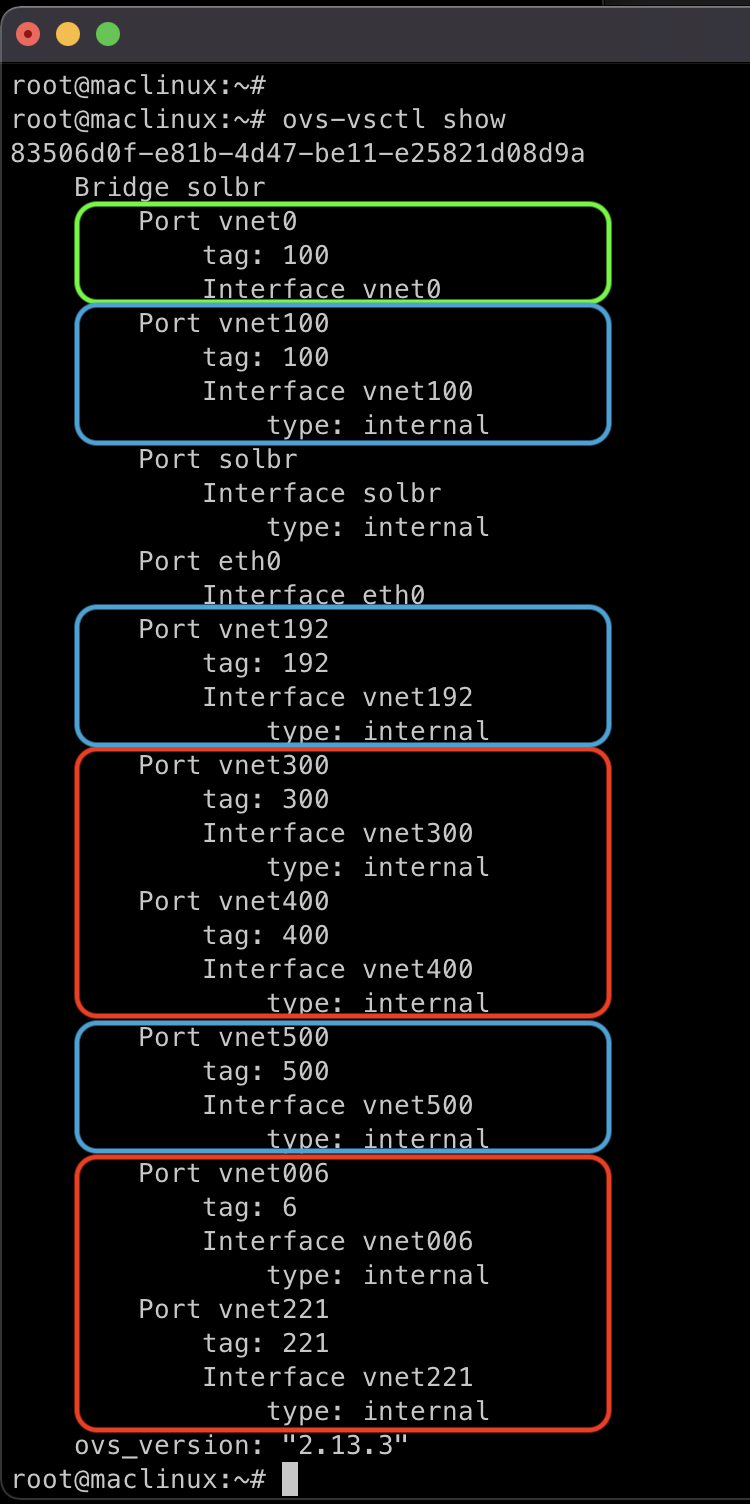 root@maclinux:~#
root@maclinux:~# ovs-vsctl show
83506d0f-e81b-4d47-be11-e25821d08d9a
    Bridge solbr
        Port vnet0
            tag: 100
            Interface vnet0
        Port vnet100
            tag: 100
            Interface vnet100
                type: internal
        Port solbr
            Interface solbr
                type: internal
        Port eth0
            Interface eth0
        Port vnet192
            tag: 192
            Interface vnet192
                type: internal
        Port vnet300
            tag: 300
            Interface vnet300
                type: internal
        Port vnet400
            tag: 400
            Interface vnet400
                type: internal
        Port vnet500
            tag: 500
            Interface vnet500
                type: internal
        Port vnet006
            tag: 6
            Interface vnet006
                type: internal
        Port vnet221
            tag: 221
            Interface vnet221
                type: internal
    ovs_version: "2.13.3"
root@maclinux:~#